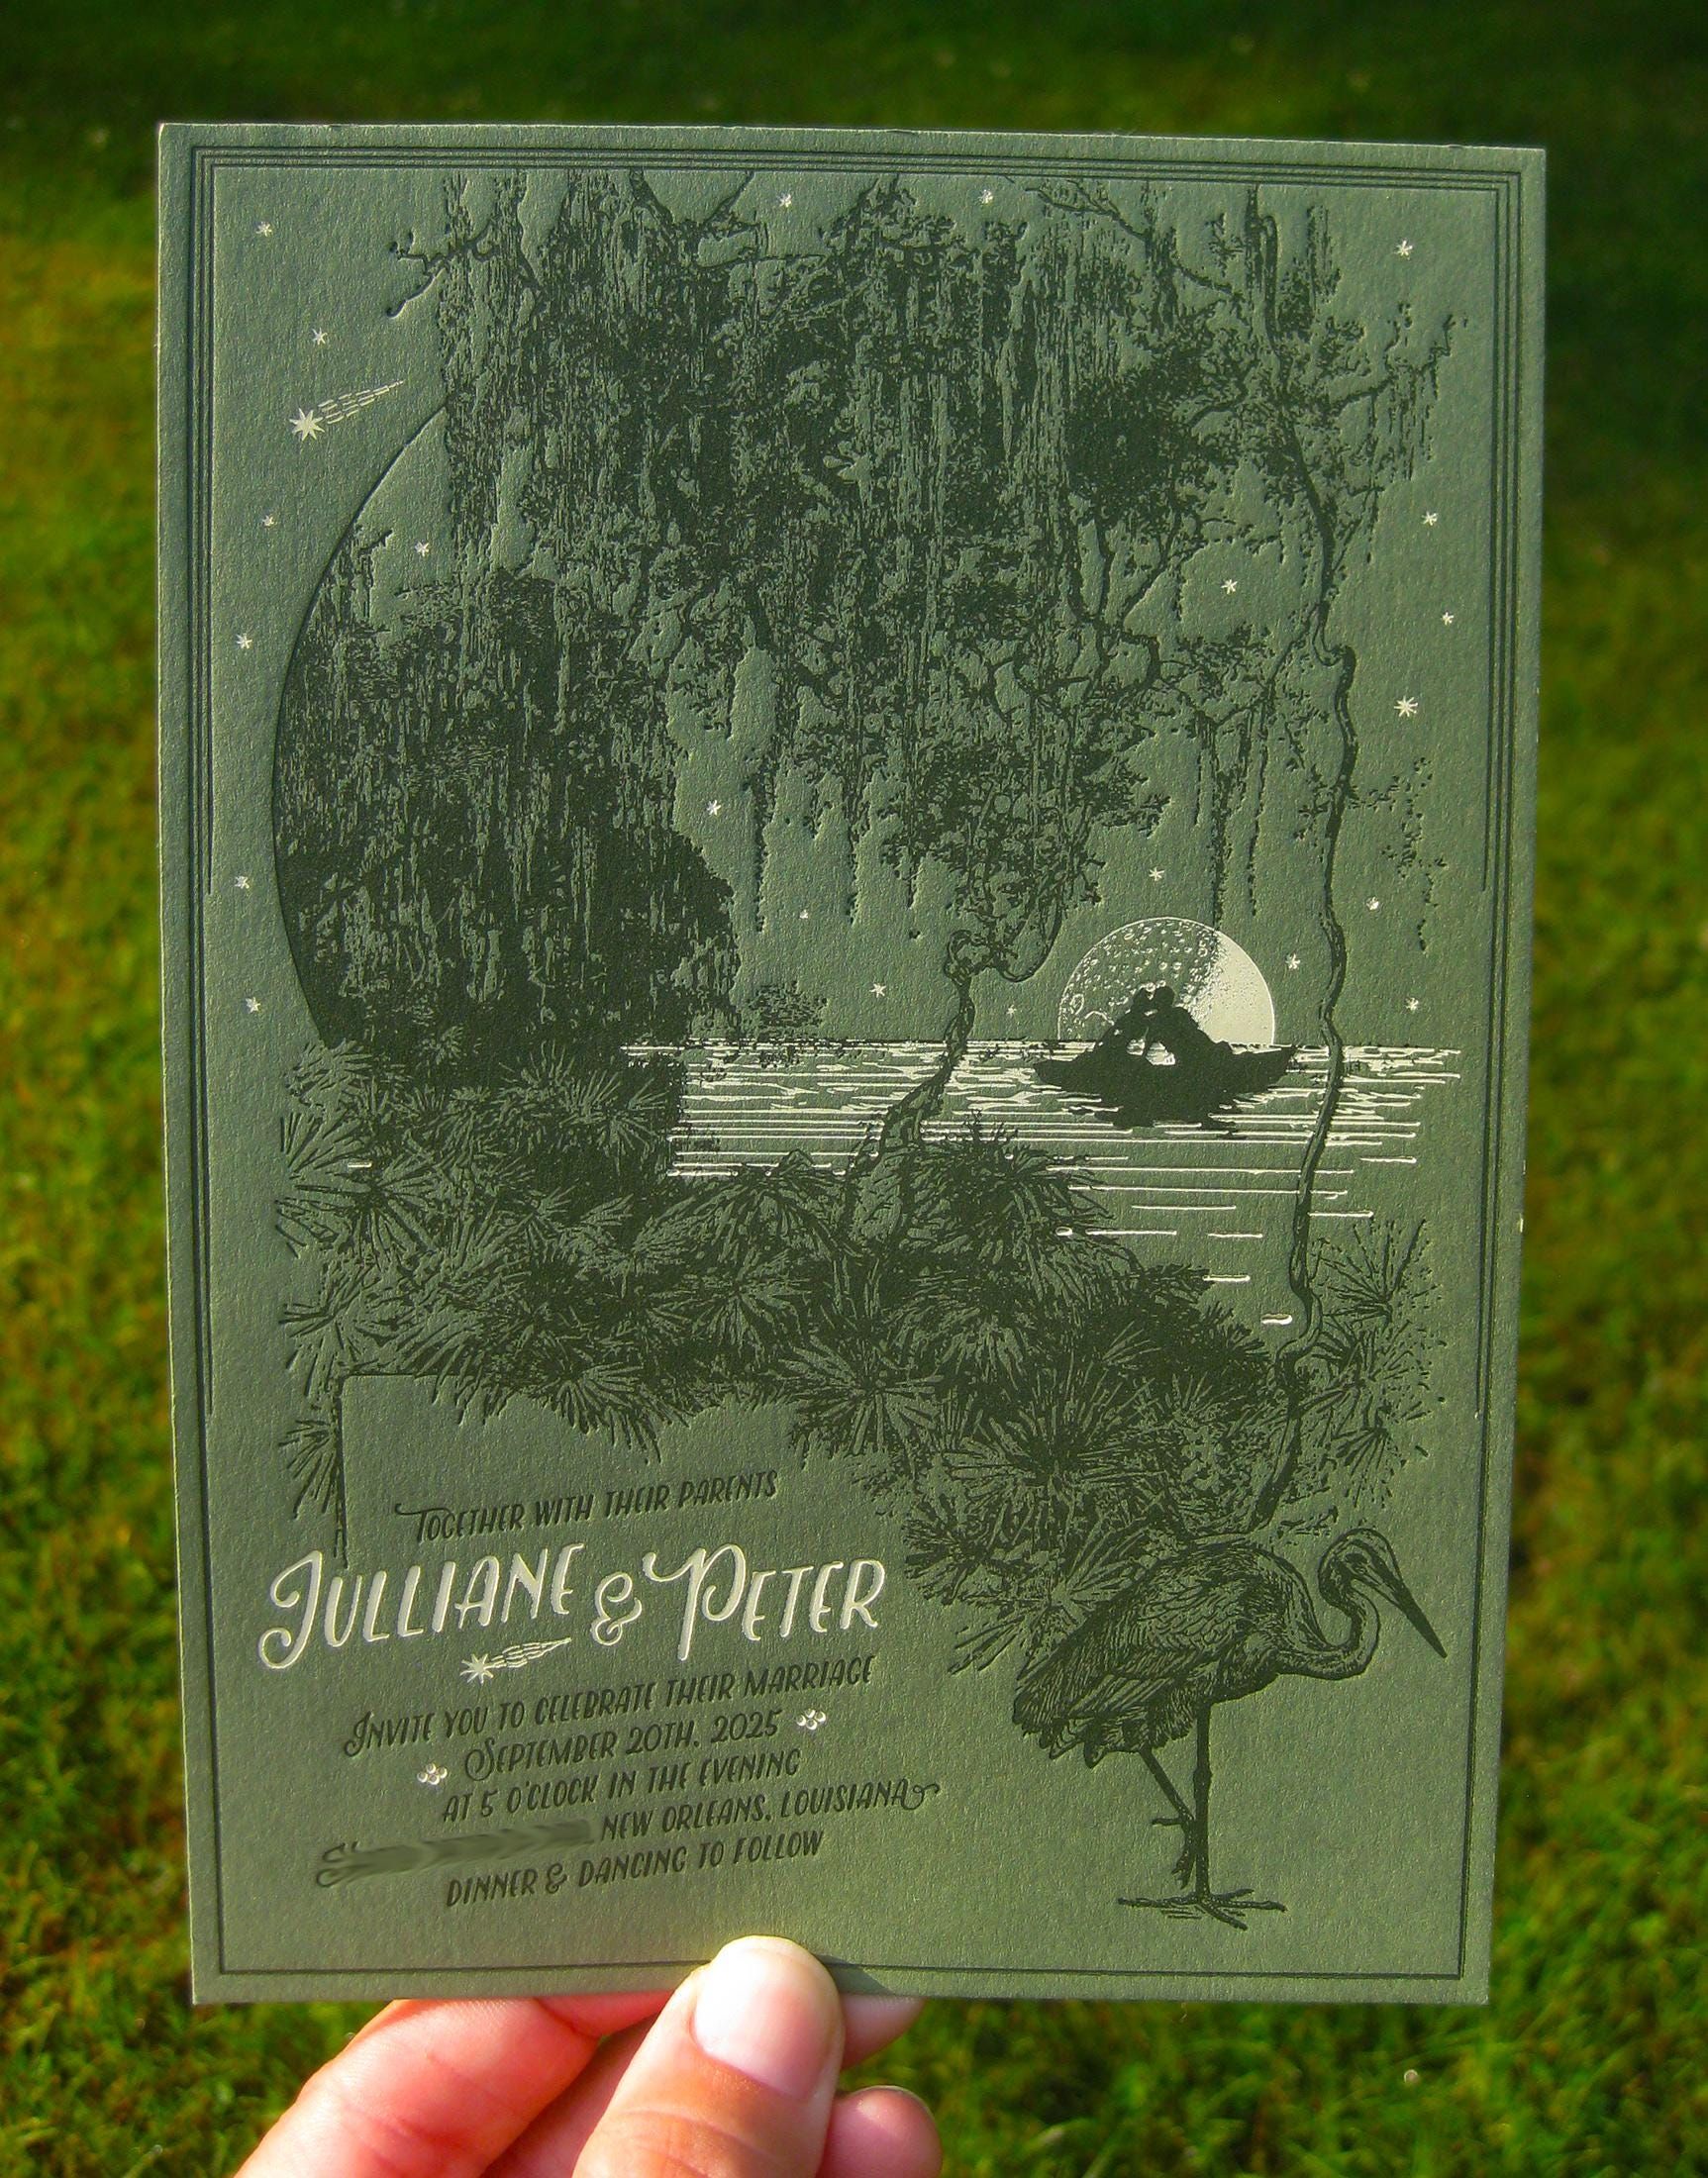 TOGETHER WITH THEIR PARENTS
JULLIANE & PETER
INVITE YOU TO CELEBRATE THEIR MARRIAGE
SEPTEMBER 20TH, 2025
AT 5 O'CLOCK IN THE EVENING
NEW ORLEANS, LOUISIANA
DINNER & DANCING TO FOLLOW